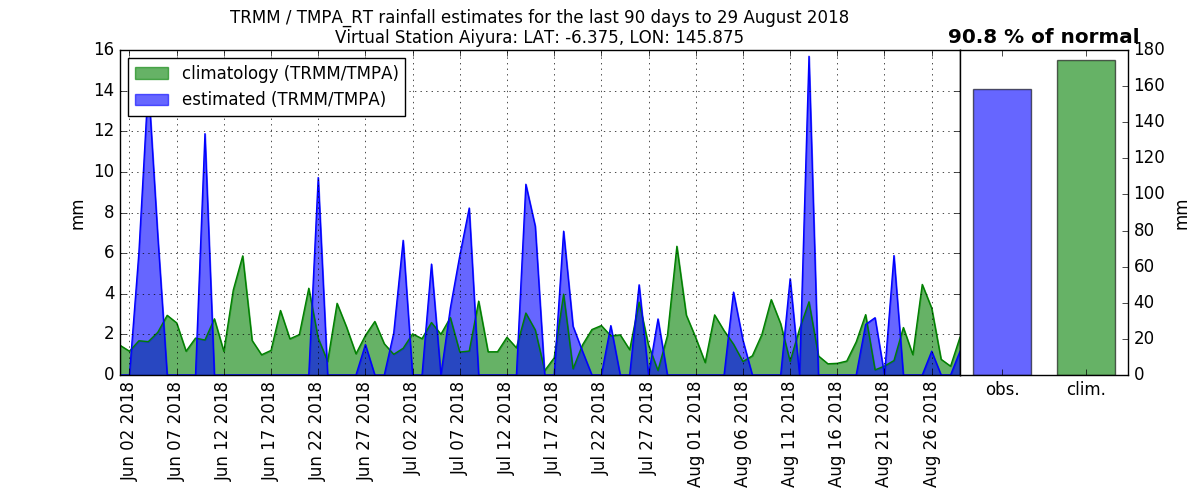 TRMM / TMPA_RT rainfall estimates for the last 90 days to 29 August 2018
Virtual Station Aiyura: LAT: -6.375, LON: 145.875
90.8 % of normal
climatology (TRMM/TMPA)
estimated (TRMM/TMPA)
mm
16
14
12
10
8
6
4
2
0
Jun 02 2018
Jun 07 2018
Jun 12 2018
Jun 17 2018
Jun 22 2018
Jun 27 2018
Jul 02 2018
Jul 07 2018
Jul 12 2018
Jul 17 2018
Jul 22 2018
Jul 27 2018
Aug 01 2018
Aug 06 2018
Aug 11 2018
Aug 16 2018
Aug 21 2018
Aug 26 2018
obs.
clim.
180
160
140
120
100
80
60
40
20
0
mm